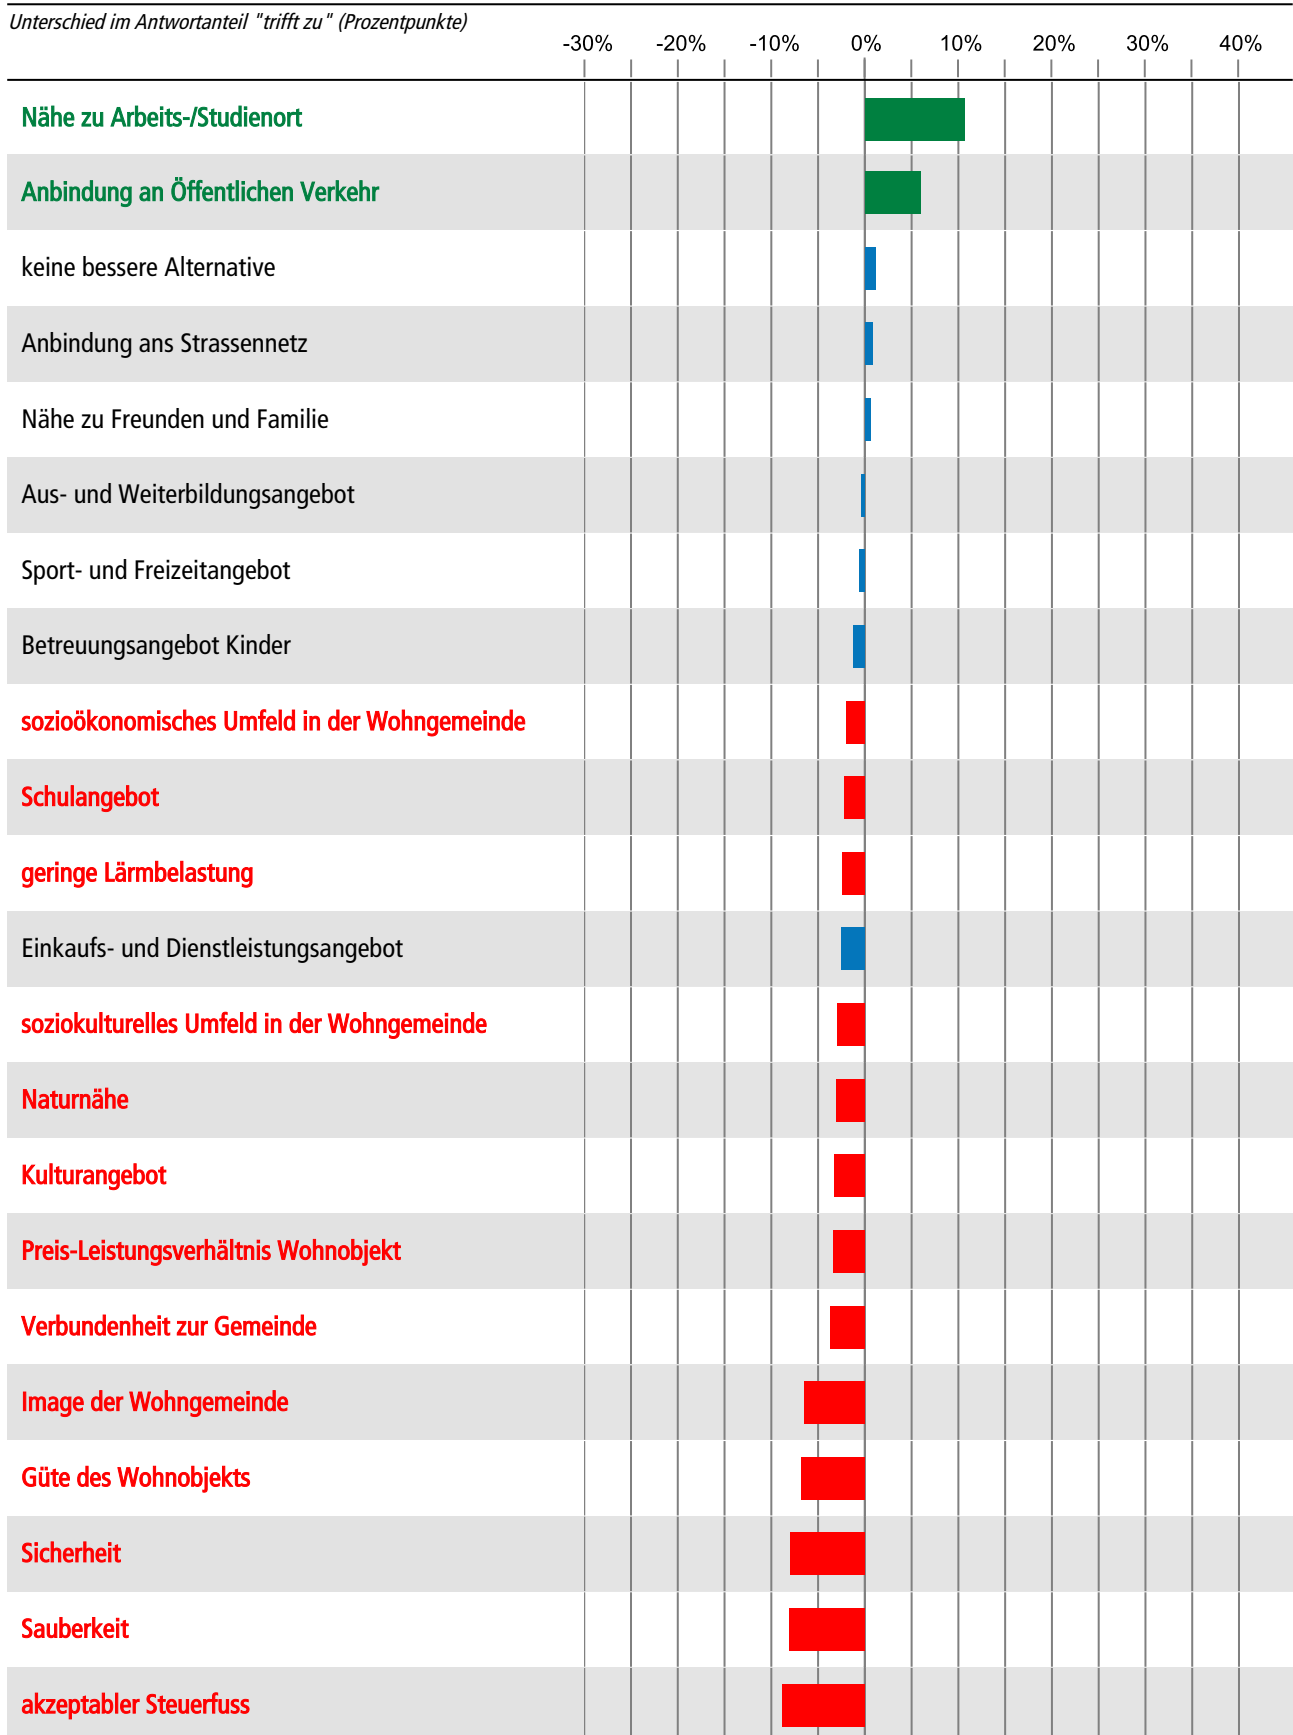 Unterschied im Antwortanteil "trifft zu" (Prozentpunkte)
-30% -20% -10% 0% 10% 20% 30% 40%
Nähe zu Arbeits-/Studienort
Anbindung an Öffentlichen Verkehr
keine bessere Alternative
Anbindung ans Strassennetz
Nähe zu Freunden und Familie
Aus- und Weiterbildungsangebot
Sport- und Freizeitangebot
Betreuungsangebot Kinder
sozioökonomisches Umfeld in der Wohngemeinde
Schulangebot
geringe Lärmbelastung
Einkaufs- und Dienstleistungsangebot
soziokulturelles Umfeld in der Wohngemeinde
Naturnähe
Kulturangebot
Preis-Leistungsverhältnis Wohnobjekt
Verbundenheit zur Gemeinde
Image der Wohngemeinde
Güte des Wohnobjekts
Sicherheit
Sauberkeit
akzeptabler Steuerfuss